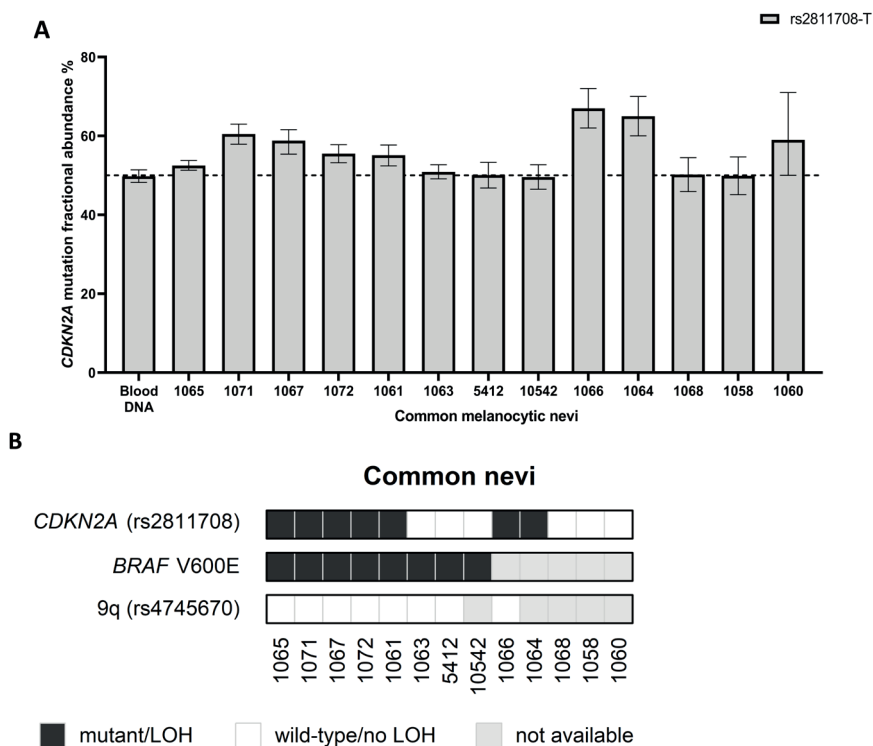 A
rs2811708-T
CDKN2A mutation fractional abundance %
80
60
40
20
0
Blood DNA
1065
1071
1067
1072
1061
1063
5412
10542
1066
1064
1068
1058
1060
Common melanocytic nevi
B
Common nevi
CDKN2A (rs2811708)
BRAF V600E
9q (rs4745670)
1065
1071
1067
1072
1061
1063
5412
10542
1066
1064
1068
1058
1060
mutant/LOH
wild-type/no LOH
not available